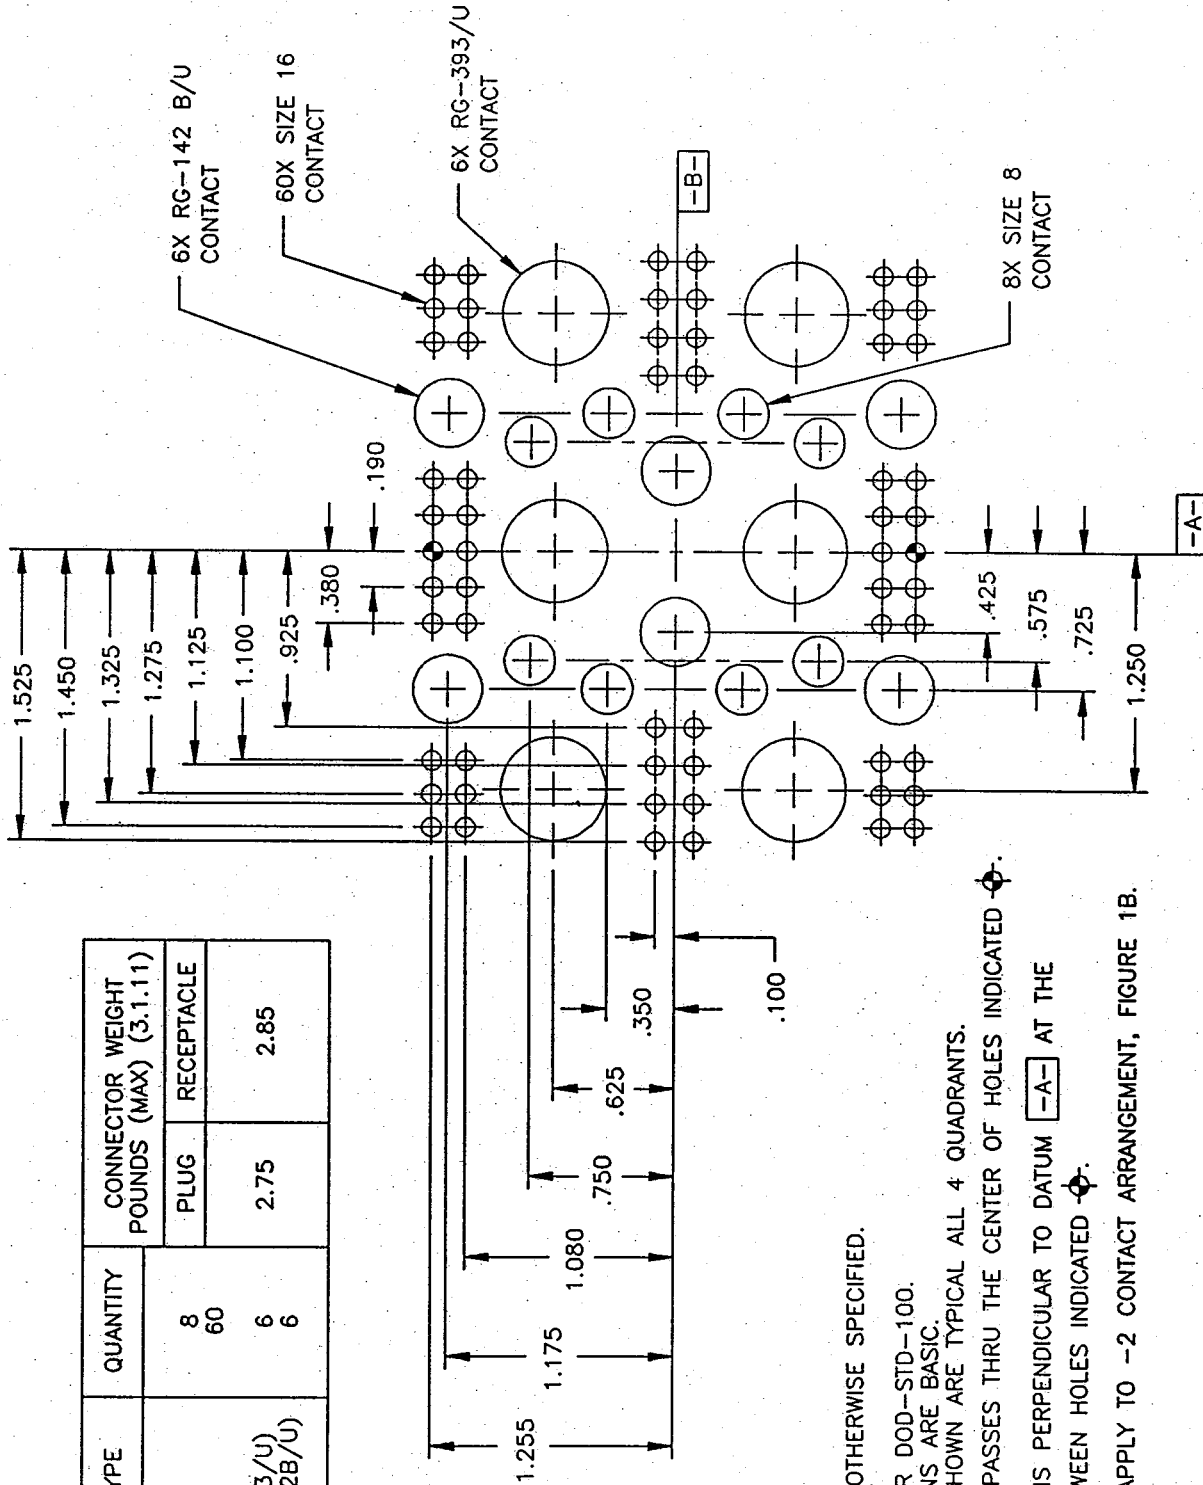 6X RG-142 B/U
CONTACT
60X SIZE 16
CONTACT
6X RG-393/U
CONTACT
-B-
8X SIZE 8
CONTACT
1.525
1.450
1.325
1.275
1.125
1.100
.925
.380
.190
.425
.575
.725
1.250
-A-
.100
.350
.625
.750
1.080
1.175
1.255
YPE
QUANTITY
CONNECTOR WEIGHT
POUNDS (MAX) (3.1.11)
PLUG
RECEPTACLE
8
60
3/U) 6
2B/U) 6
2.75
2.85
OTHERWISE SPECIFIED.
R DOD-STD-100.
NS ARE BASIC.
HOWN ARE TYPICAL ALL 4 QUADRANTS.
PASSES THRU THE CENTER OF HOLES INDICATED .
IS PERPENDICULAR TO DATUM -A- AT THE
WEEN HOLES INDICATED .
APPLY TO -2 CONTACT ARRANGEMENT, FIGURE 1B.